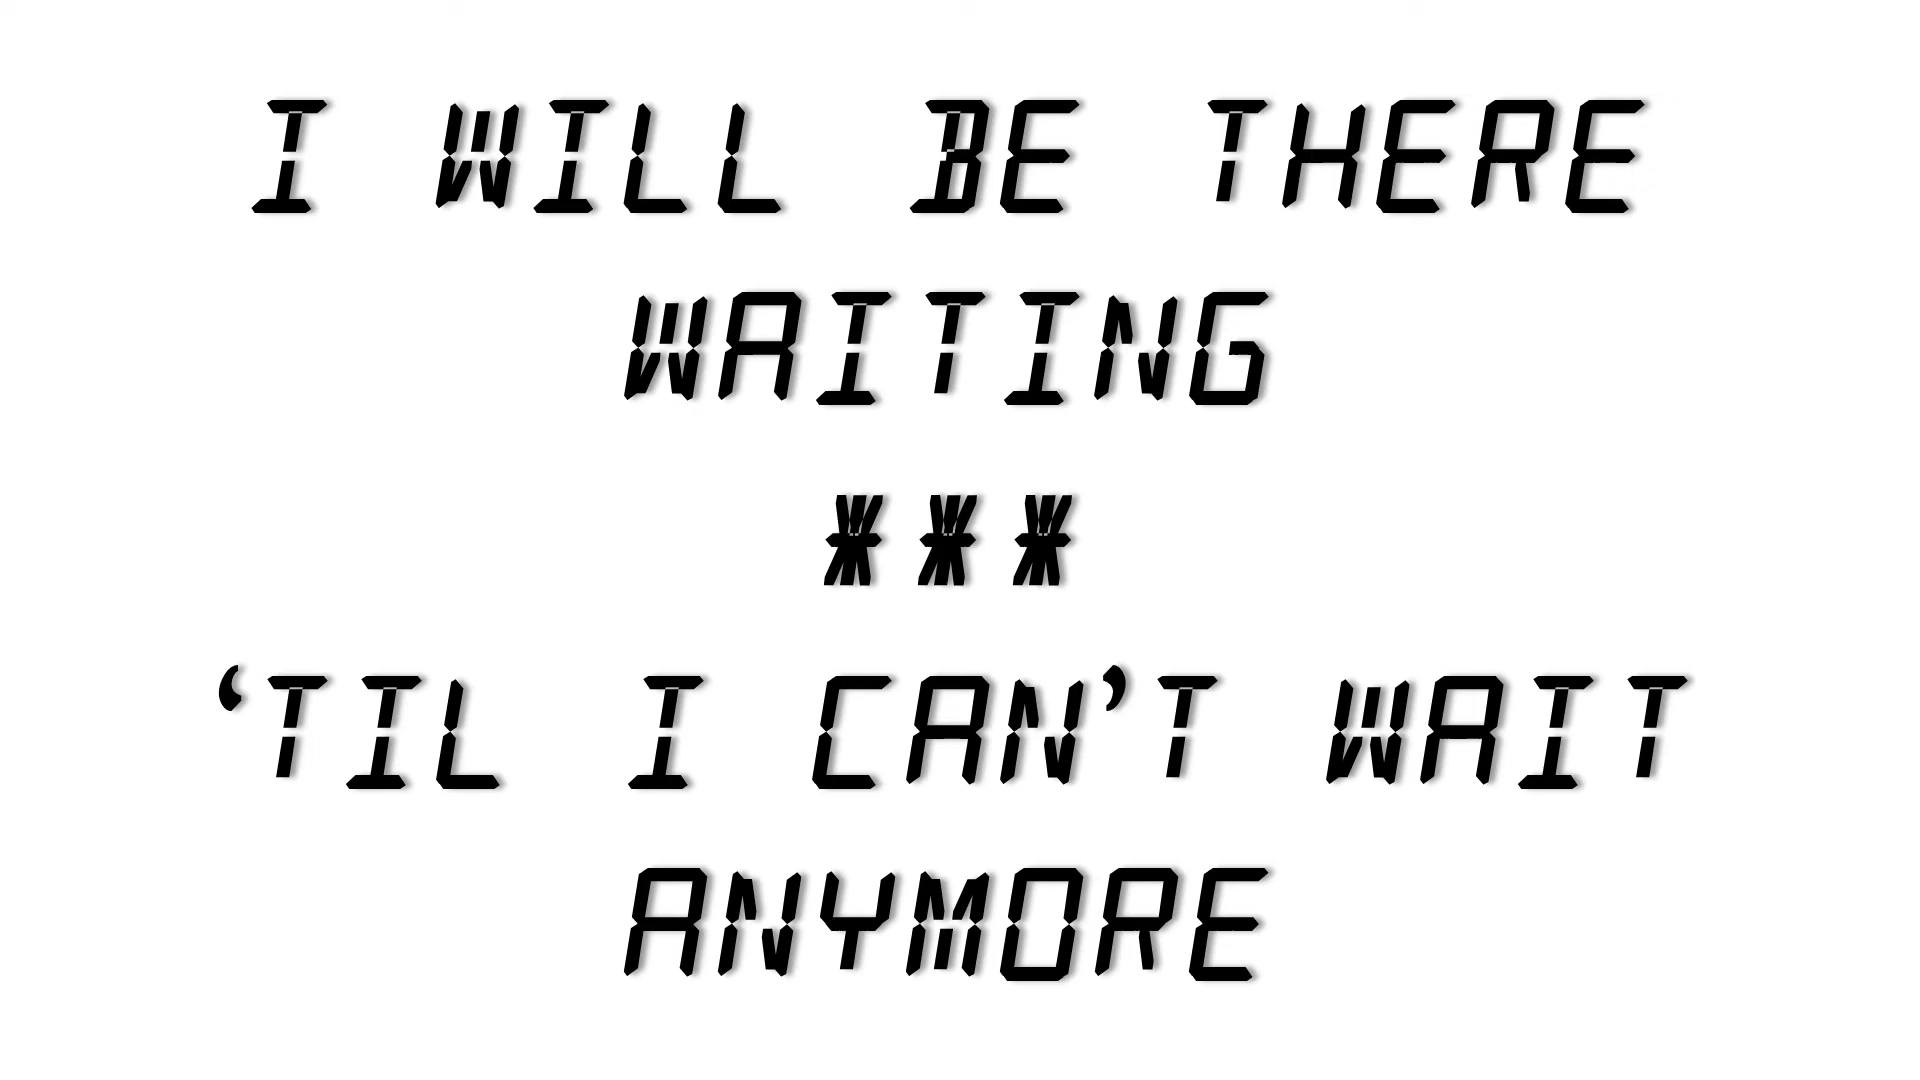 I WILL BE THERE
WAITING
***
‘TIL I CAN’T WAIT
ANYMORE